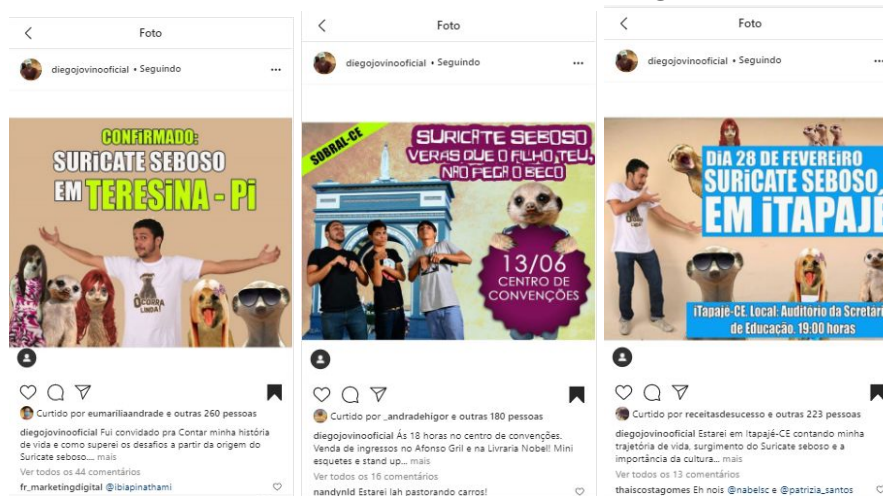 Foto
diegojovinooficial • Seguindo
CONFiRMADO:
SURiCATE SEBOSO
EM TERESiNA - Pi
ÔCORRA
LINDA!
Curtido por eumariliaandrade e outras 260 pessoas
diegojovinooficial Fui convidado pra Contar minha história
de vida e como superei os desafios a partir da origem do
Suricate seboso.... mais
Ver todos os 44 comentários
fr_marketingdigital @ibiapinathami
Foto
diegojovinooficial • Seguindo
SOBRAL-CE
SURICATE SEBOSO
VERAS QUE O FILHO TEU,
NÃO PEGA O BECO
13/06
CENTRO DE
CONVENÇÕES
Curtido por _andradehigor e outras 180 pessoas
diegojovinooficial Ás 18 horas no centro de convenções.
Venda de ingressos no Afonso Gril e na Livraria Nobel! Mini
esquetes e stand up... mais
Ver todos os 16 comentários
nandynld Estarei lah pastorando carros!
Foto
diegojovinooficial • Seguindo
DiA 28 DE FEVEREiRO
SURiCATE SEBOSO
EM iTAPAJÉ
iTapajé-CE. Local: Auditório da Scretari
de Educação. 19:00 horas
Curtido por receitasdesucesso e outras 223 pessoas
diegojovinooficial Estarei em Itapajé-CE contando minha
trajetória de vida, surgimento do Suricate seboso e a
importância da cultura... mais
Ver todos os 13 comentários
thaiscostagomes Eh nois @nabelsc e @patrizia_santos